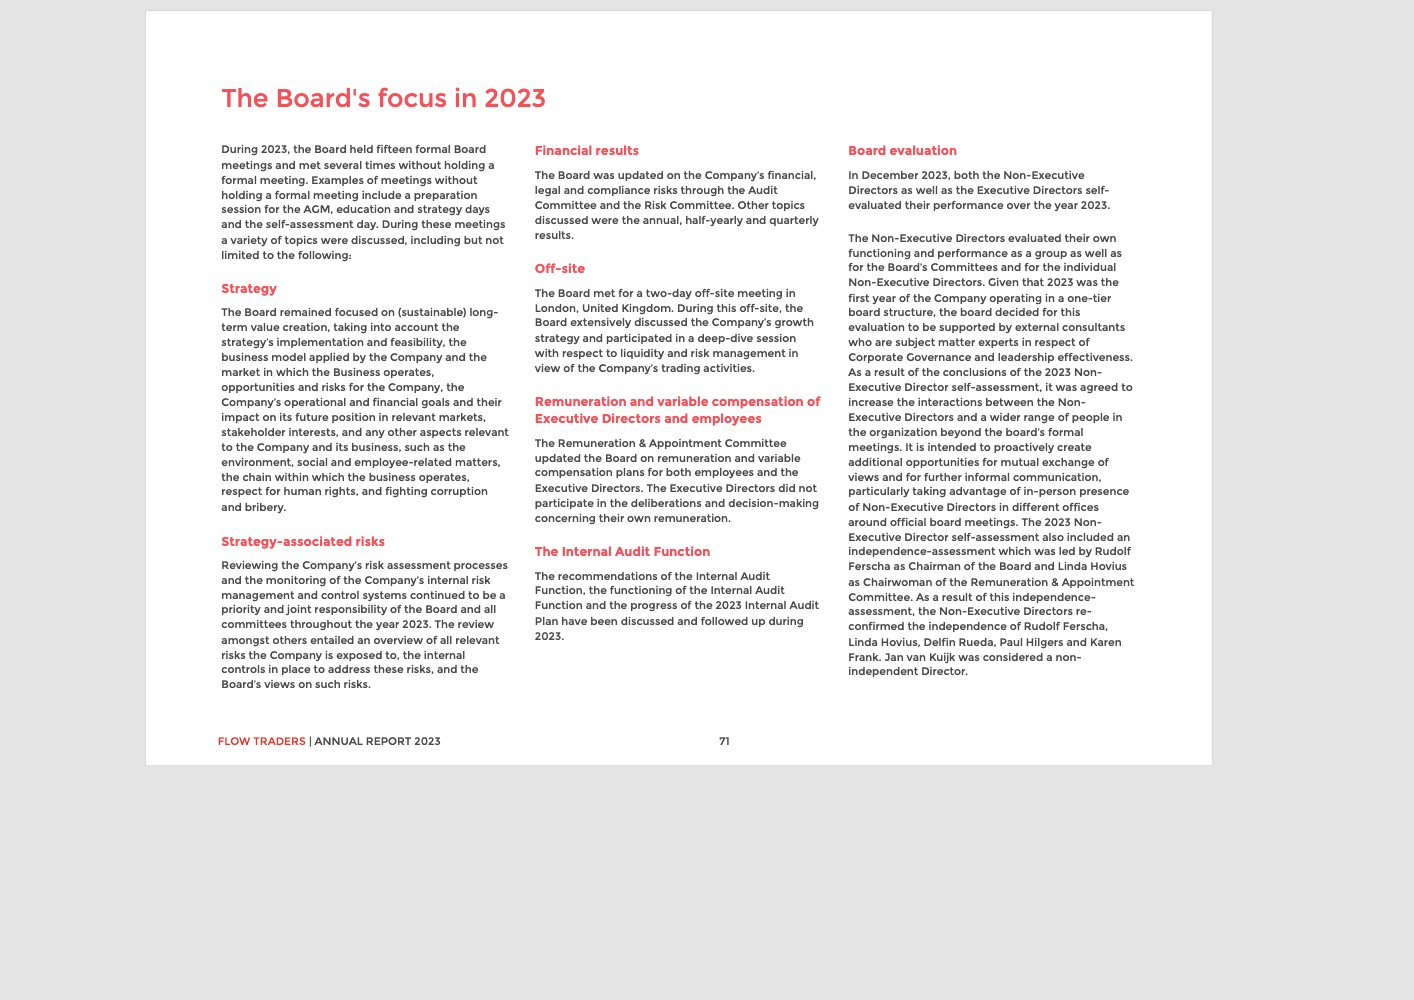 The Board's focus in 2023
During 2023, the Board held fifteen formal Board
meetings and met several times without holding a
formal meeting. Examples of meetings without
holding a formal meeting include a preparation
session for the AGM, education and strategy days
and the self-assessment day. During these meetings
a variety of topics were discussed, including but not
limited to the following:
Strategy
The Board remained focused on (sustainable) long-
term value creation, taking into account the
strategy's implementation and feasibility, the
business model applied by the Company and the
market in which the Business operates,
opportunities and risks for the Company, the
Company's operational and financial goals and their
impact on its future position in relevant markets,
stakeholder interests, and any other aspects relevant
to the Company and its business, such as the
environment, social and employee-related matters,
the chain within which the business operates,
respect for human rights, and fighting corruption
and bribery.
Strategy-associated risks
Reviewing the Company's risk assessment processes
and the monitoring of the Company's internal risk
management and control systems continued to be a
priority and joint responsibility of the Board and all
committees throughout the year 2023. The review
amongst others entailed an overview of all relevant
risks the Company is exposed to, the internal
controls in place to address these risks, and the
Board's views on such risks.
Financial results
The Board was updated on the Company's financial,
legal and compliance risks through the Audit
Committee and the Risk Committee. Other topics
discussed were the annual, half-yearly and quarterly
results.
Off-site
The Board met for a two-day off-site meeting in
London, United Kingdom. During this off-site, the
Board extensively discussed the Company's growth
strategy and participated in a deep-dive session
with respect to liquidity and risk management in
view of the Company's trading activities.
Remuneration and variable compensation of
Executive Directors and employees
The Remuneration & Appointment Committee
updated the Board on remuneration and variable
compensation plans for both employees and the
Executive Directors. The Executive Directors did not
participate in the deliberations and decision-making
concerning their own remuneration.
The Internal Audit Function
The recommendations of the Internal Audit
Function, the functioning of the Internal Audit
Function and the progress of the 2023 Internal Audit
Plan have been discussed and followed up during
2023.
Board evaluation
In December 2023, both the Non-Executive
Directors as well as the Executive Directors self-
evaluated their performance over the year 2023.
The Non-Executive Directors evaluated their own
functioning and performance as a group as well as
for the Board's Committees and for the individual
Non-Executive Directors. Given that 2023 was the
first year of the Company operating in a one-tier
board structure, the board decided for this
evaluation to be supported by external consultants
who are subject matter experts in respect of
Corporate Governance and leadership effectiveness.
As a result of the conclusions of the 2023 Non-
Executive Director self-assessment, it was agreed to
increase the interactions between the Non-
Executive Directors and a wider range of people in
the organization beyond the board's formal
meetings. It is intended to proactively create
additional opportunities for mutual exchange of
views and for further informal communication,
particularly taking advantage of in-person presence
of Non-Executive Directors in different offices
around official board meetings. The 2023 Non-
Executive Director self-assessment also included an
independence-assessment which was led by Rudolf
Ferscha as Chairman of the Board and Linda Hovius
as Chairwoman of the Remuneration & Appointment
Committee. As a result of this independence-
assessment, the Non-Executive Directors re-
confirmed the independence of Rudolf Ferscha,
Linda Hovius, Delfin Rueda, Paul Hilgers and Karen
Frank. Jan van Kuijk was considered a non-
independent Director.
FLOW TRADERS | ANNUAL REPORT 2023
71